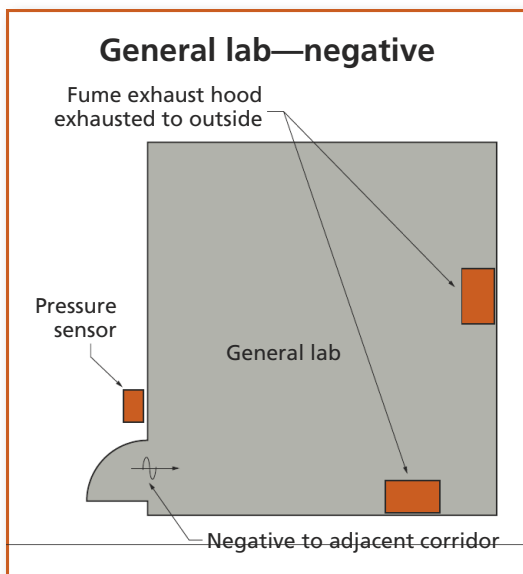 General lab—negative
Fume exhaust hood
exhausted to outside
Pressure
sensor
General lab
Negative to adjacent corridor